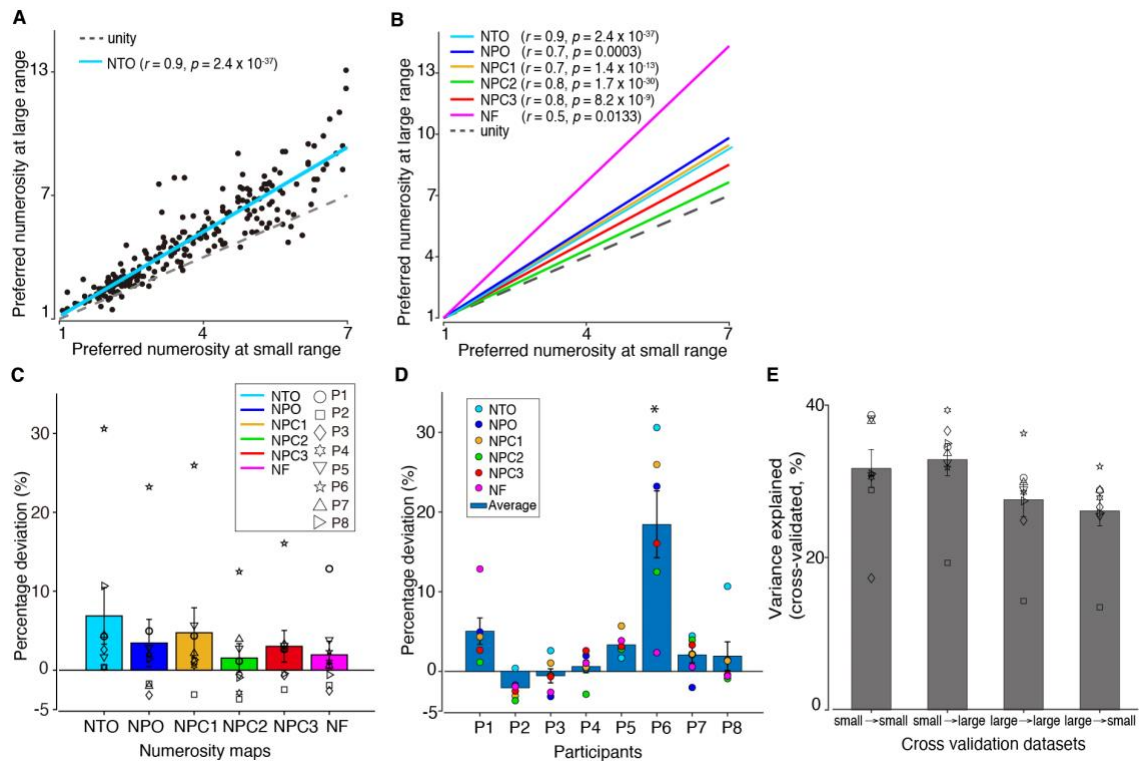 A
unity
NTO (r = 0.9, p = 2.4 x 10-37)
Preferred numerosity at large range
13
7
1
1
4
7
Preferred numerosity at small range
B
NTO (r = 0.9, p = 2.4 x 10-37)
NPO (r = 0.7, p = 0.0003)
NPC1 (r = 0.7, p = 1.4 x 10-13)
NPC2 (r = 0.8, p = 1.7 x 10-30)
NPC3 (r = 0.8, p = 8.2 x 10-9)
NF (r = 0.5, p = 0.0133)
unity
Preferred numerosity at large range
13
10
7
4
1
1
4
7
Preferred numerosity at small range
C
NTO
NPO
NPC1
NPC2
NPC3
NF
P1
P2
P3
P4
P5
P6
P7
P8
Percentage deviation (%)
30
20
10
0
-5
NTO NPO NPC1 NPC2 NPC3 NF
Numerosity maps
D
NTO
NPO
NPC1
NPC2
NPC3
NF
Average
*
Percentage deviation (%)
30
20
10
0
-5
P1 P2 P3 P4 P5 P6 P7 P8
Participants
E
Variance explained
(cross-validated, %)
40
20
0
small→small small→large large→large large→small
Cross validation datasets